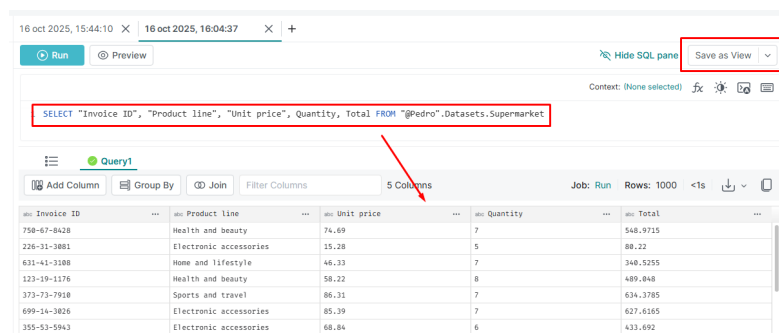 16 oct 2025, 15:44:10 16 oct 2025, 16:04:37
Run Preview Hide SQL pane Save as View
Context: (None selected) fx
SELECT "Invoice ID", "Product line", "Unit price", Quantity, Total FROM "@Pedro".Datasets.Supermarket
Query1
Add Column Group By Join Filter Columns 5 Columns Job: Run Rows: 1000 <1s
abc Invoice ID ... abc Product line ... abc Unit price ... abc Quantity ... abc Total ...
750-67-8428 Health and beauty 74.69 7 548.9715
226-31-3081 Electronic accessories 15.28 5 80.22
631-41-3108 Home and lifestyle 46.33 7 340.5255
123-19-1176 Health and beauty 58.22 8 489.048
373-73-7910 Sports and travel 86.31 7 634.3785
699-14-3026 Electronic accessories 85.39 7 627.6165
355-53-5943 Electronic accessories 68.84 6 433.692